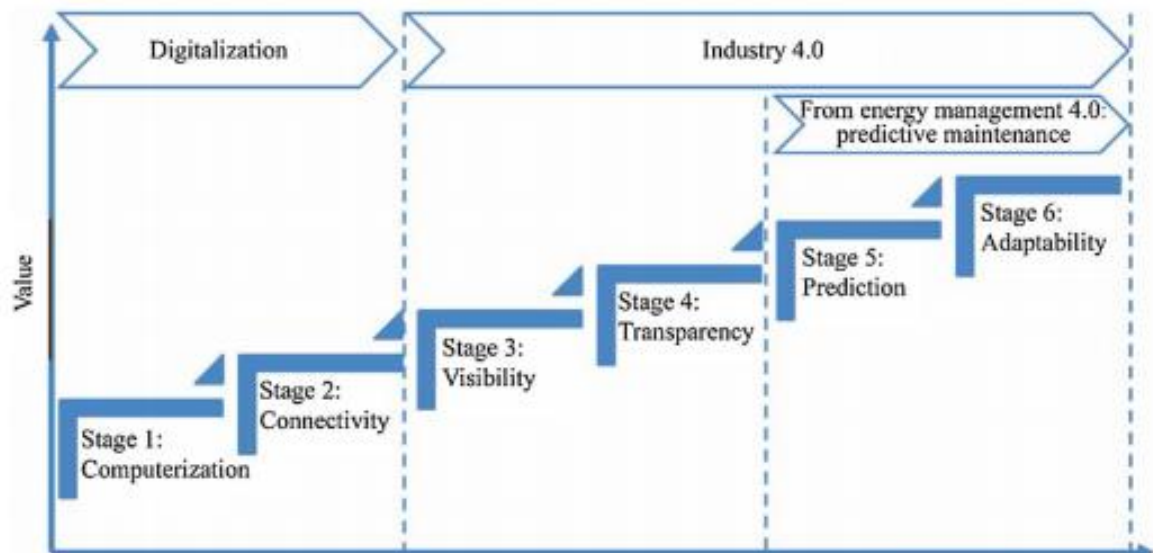 Digitalization
Industry 4.0
From energy management 4.0:
predictive maintenance
Value
Stage 1:
Computerization
Stage 2:
Connectivity
Stage 3:
Visibility
Stage 4:
Transparency
Stage 5:
Prediction
Stage 6:
Adaptability